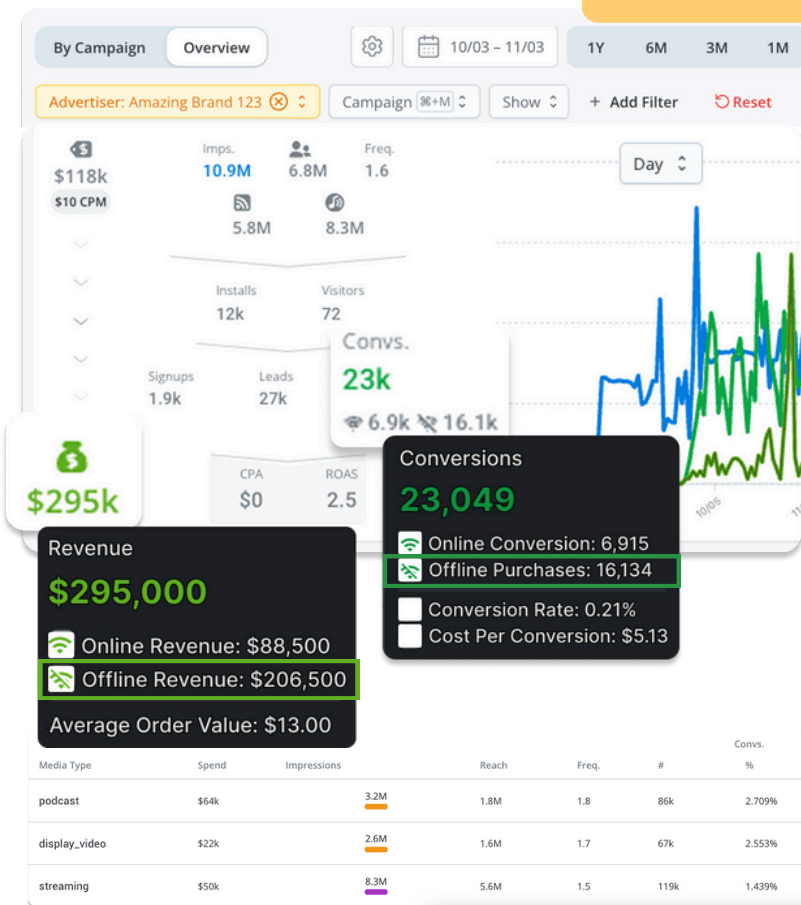 By Campaign Overview 10/03 – 11/03 1Y 6M 3M 1M
Advertiser: Amazing Brand 123 Campaign ⌘+M Show + Add Filter Reset
Imps. Freq.
$118k 10.9M 6.8M 1.6
$10 CPM
5.8M 8.3M
Day
Installs Visitors
12k 72
Signups Leads
1.9k 27k
Convs.
23k
6.9k 16.1k
CPA ROAS
$0 2.5
$295k
10/05
Conversions
23,049
Online Conversion: 6,915
Offline Purchases: 16,134
Conversion Rate: 0.21%
Cost Per Conversion: $5.13
Revenue
$295,000
Online Revenue: $88,500
Offline Revenue: $206,500
Average Order Value: $13.00
Convs.
Media Type Spend Impressions Reach Freq. # %
podcast $64k 3.2M 1.8M 1.8 86k 2.709%
display_video $22k 2.6M 1.6M 1.7 67k 2.553%
streaming $50k 8.3M 5.6M 1.5 119k 1.439%